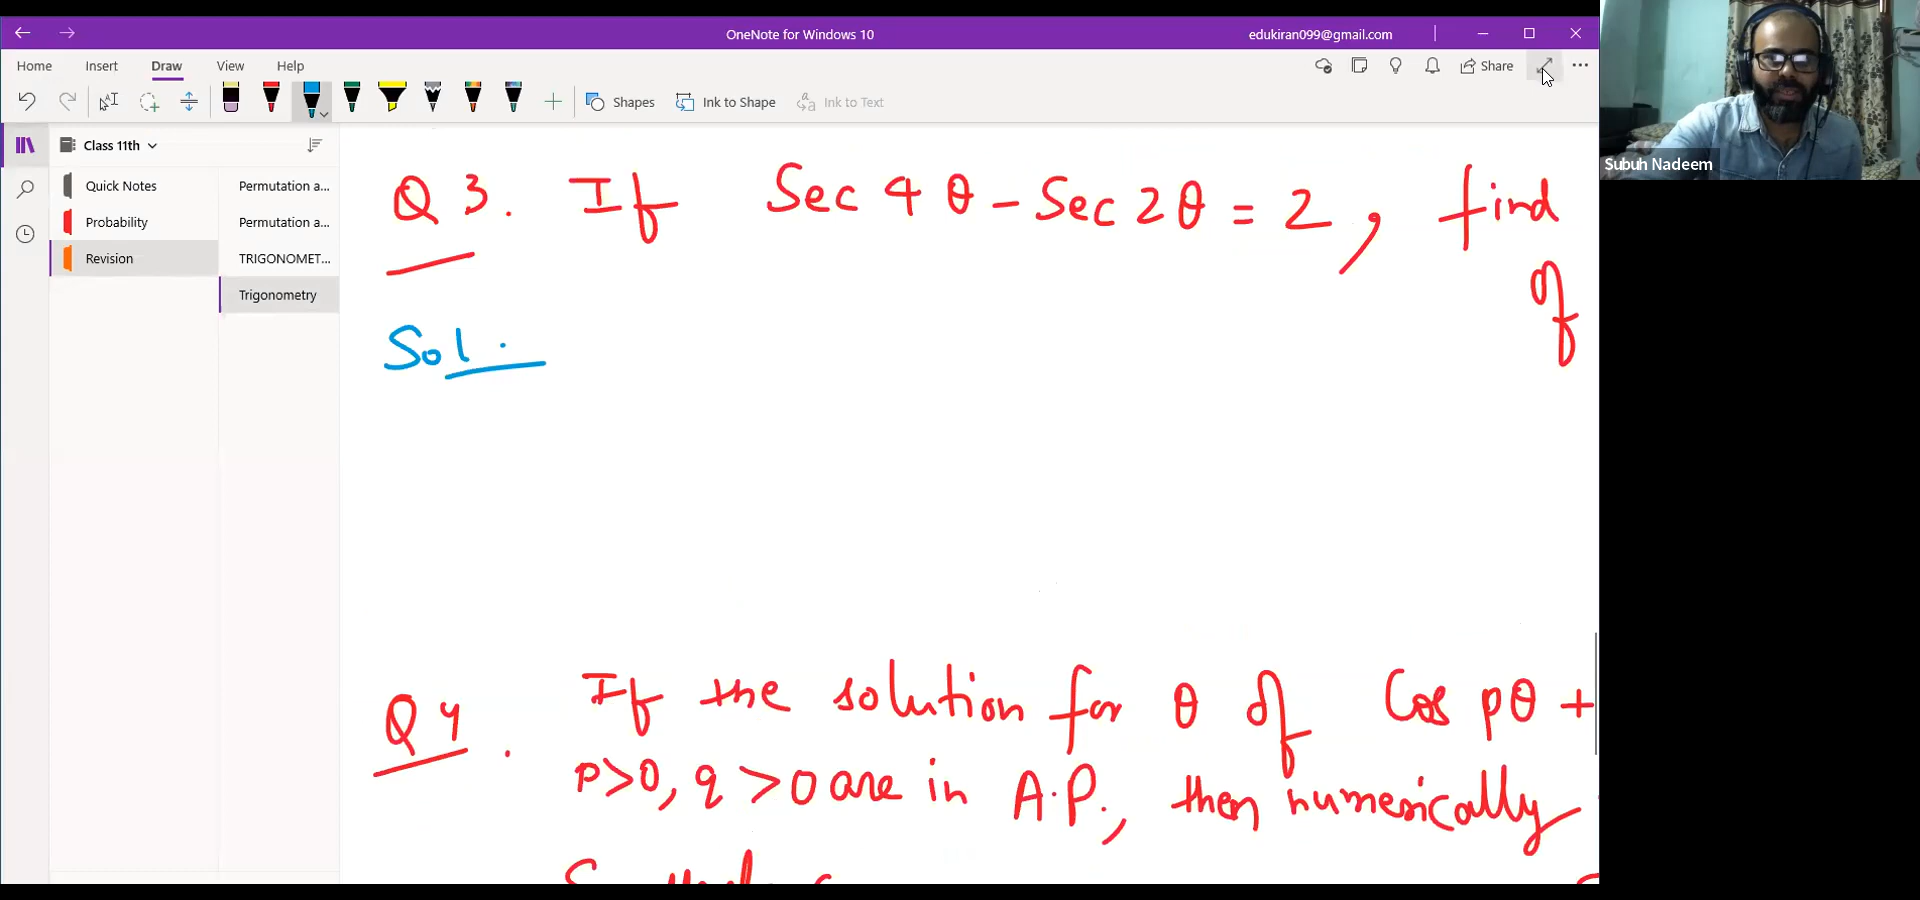 OneNote for Windows 10
edukiran099@gmail.com
Home Insert Draw View Help
Share
Shapes Ink to Shape Ink to Text
Class 11th
Quick Notes
Probability
Revision
Permutation a...
Permutation a...
TRIGONOMET...
Trigonometry
Q 3. If Sec 4θ - Sec 2θ = 2, find
of
Sol.
Q 4. If the solution for θ of Cos pθ +
p>0, q >0 are in A.P., then numerically
Subuh Nadeem